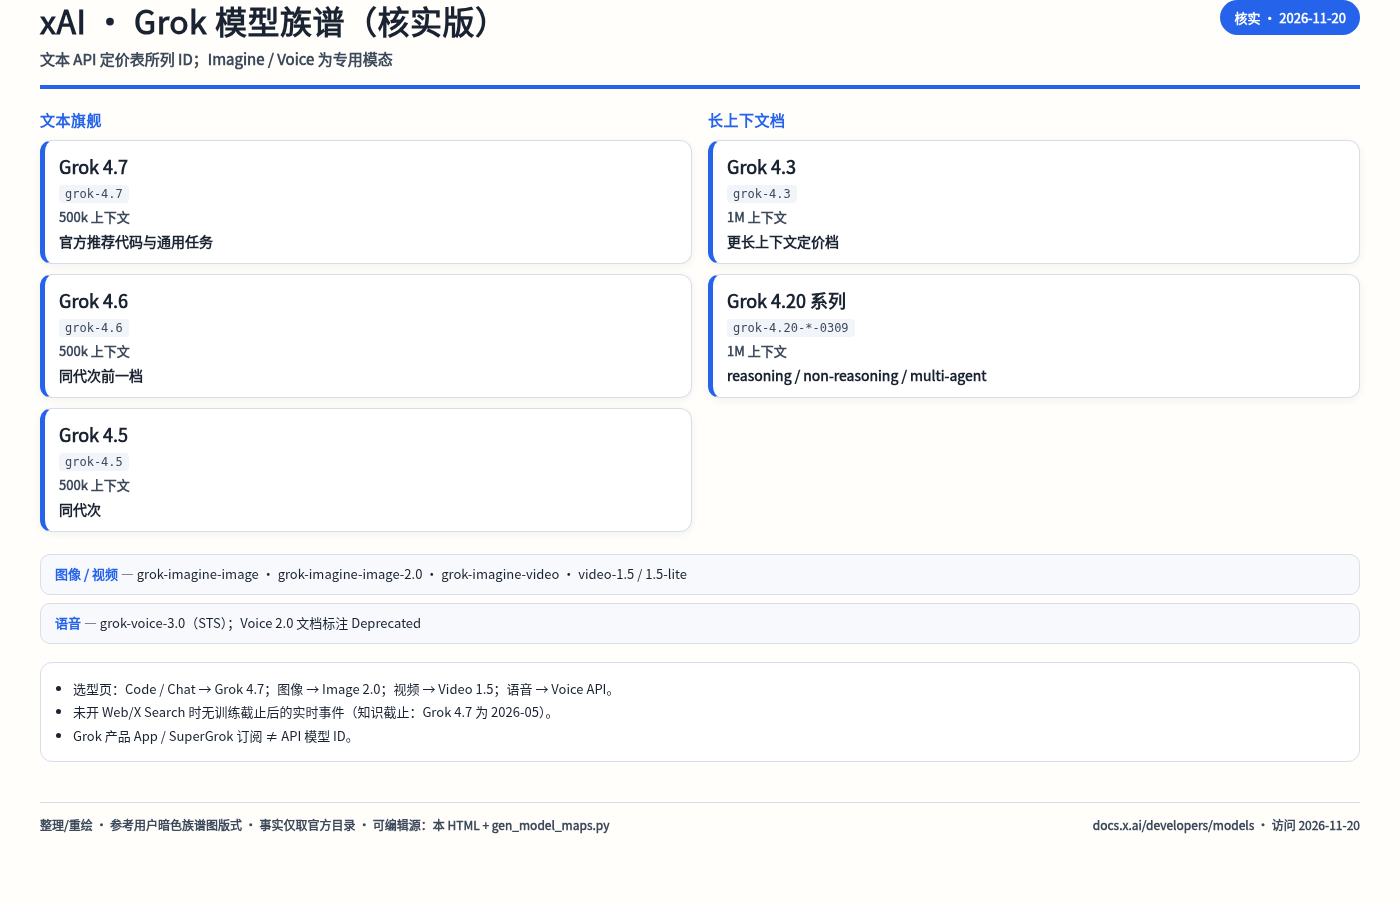 xAI · Grok 模型族谱（核实版）
核实 · 2026-11-20
文本 API 定价表所列 ID；Imagine / Voice 为专用模态
文本旗舰
Grok 4.7
grok-4.7
500k 上下文
官方推荐代码与通用任务
Grok 4.6
grok-4.6
500k 上下文
同代次前一档
Grok 4.5
grok-4.5
500k 上下文
同代次
长上下文档
Grok 4.3
grok-4.3
1M 上下文
更长上下文定价档
Grok 4.20 系列
grok-4.20-*-0309
1M 上下文
reasoning / non-reasoning / multi-agent
图像 / 视频 — grok-imagine-image · grok-imagine-image-2.0 · grok-imagine-video · video-1.5 / 1.5-lite
语音 — grok-voice-3.0（STS）；Voice 2.0 文档标注 Deprecated
• 选型页：Code / Chat → Grok 4.7；图像 → Image 2.0；视频 → Video 1.5；语音 → Voice API。
• 未开 Web/X Search 时无训练截止后的实时事件（知识截止：Grok 4.7 为 2026-05）。
• Grok 产品 App / SuperGrok 订阅 ≠ API 模型 ID。
整理/重绘 · 参考用户暗色族谱图版式 · 事实仅取官方目录 · 可编辑源：本 HTML + gen_model_maps.py
docs.x.ai/developers/models · 访问 2026-11-20